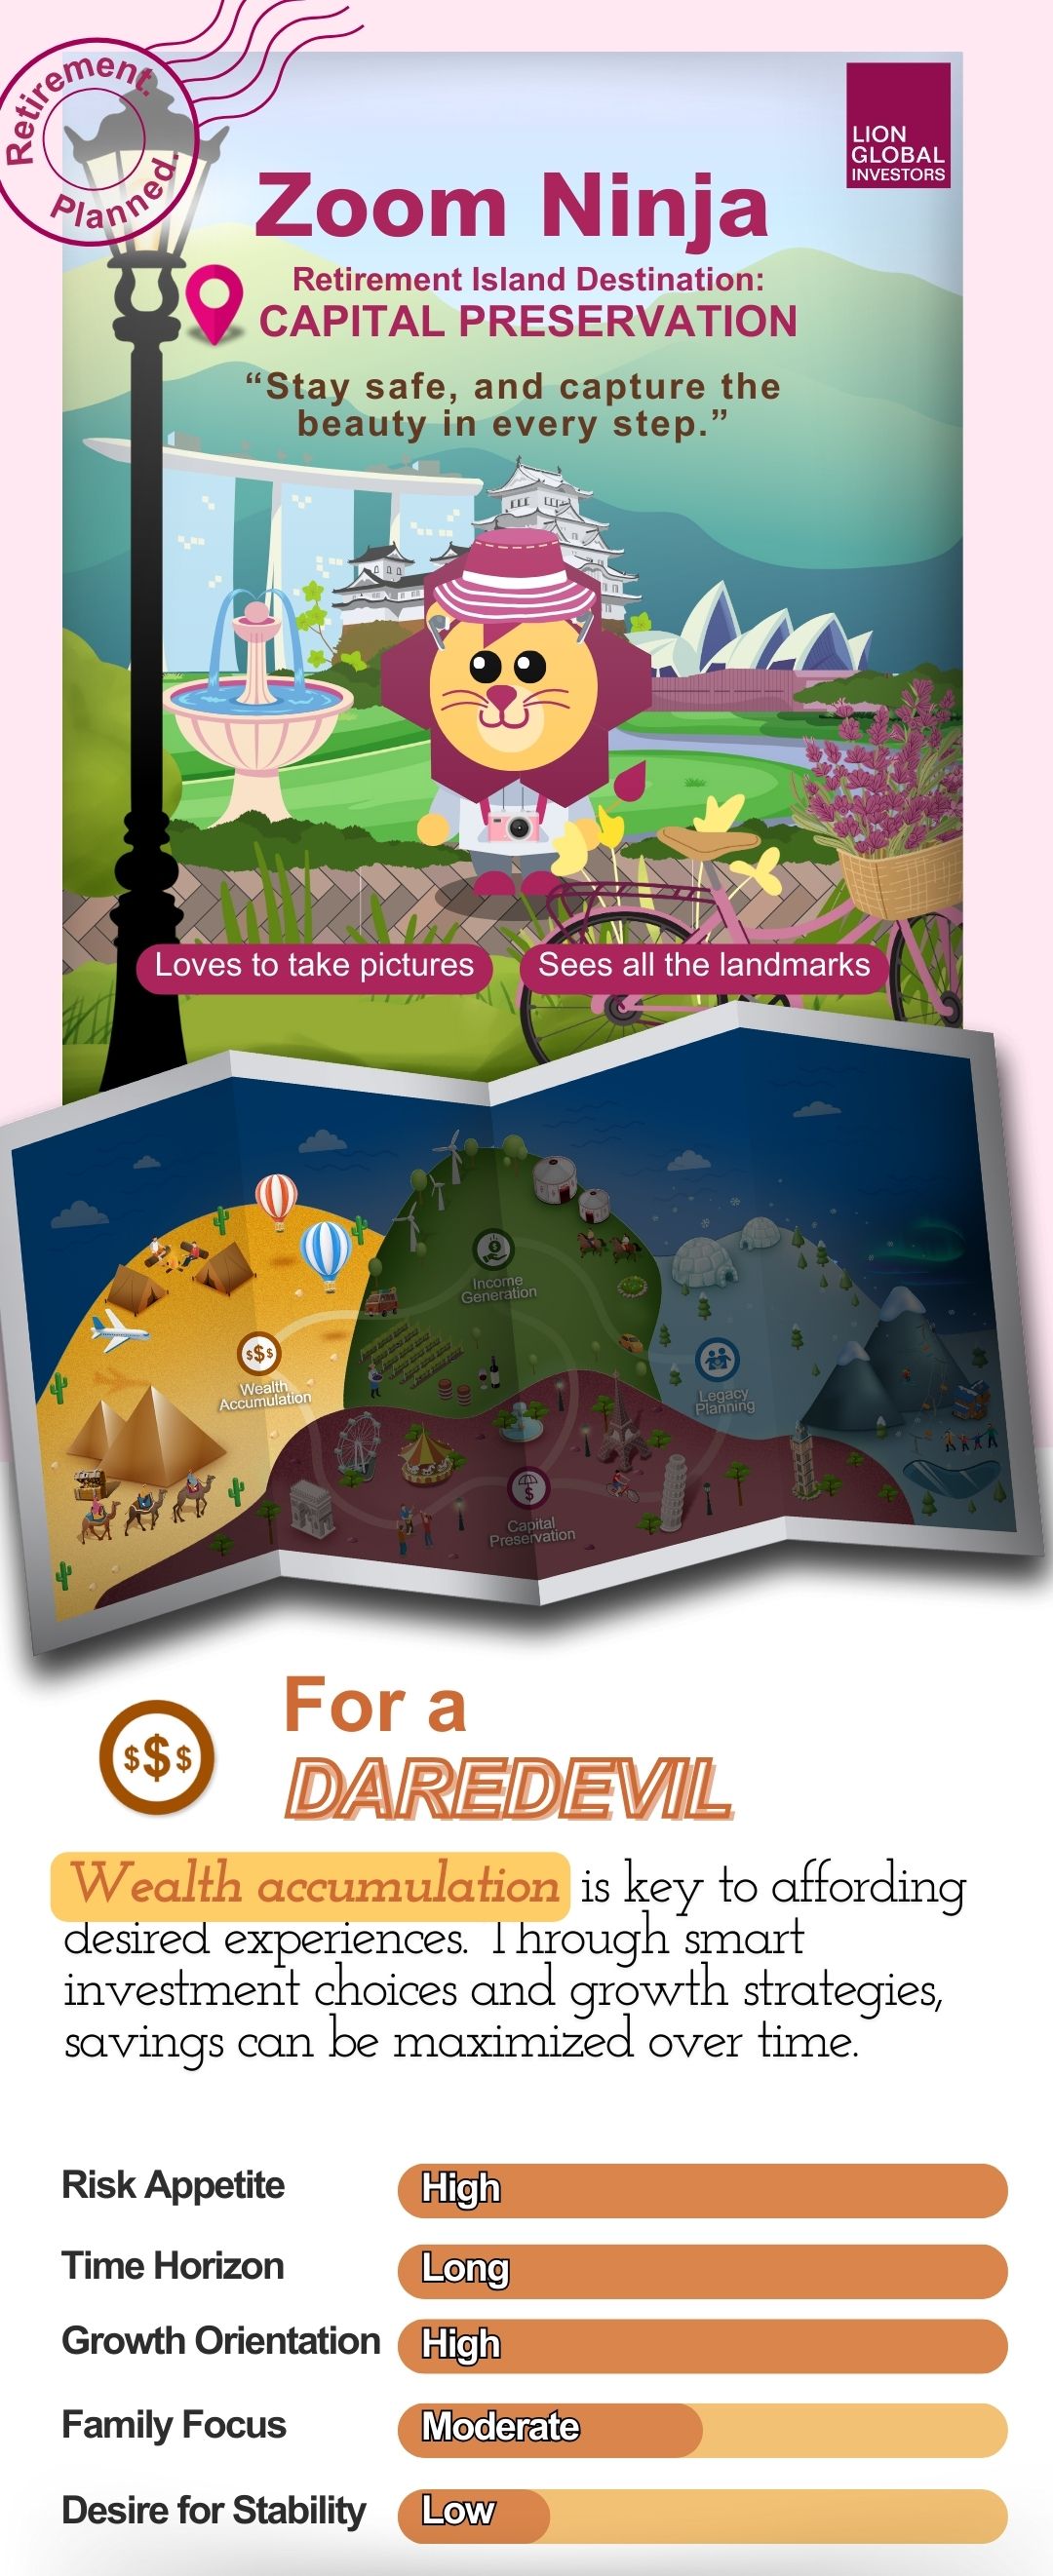 Retirement.
Planned.
LION
GLOBAL
INVESTORS
Zoom Ninja
Retirement Island Destination:
CAPITAL PRESERVATION
“Stay safe, and capture the
beauty in every step.”
Loves to take pictures
Sees all the landmarks
$
Income
Generation
$$$
Wealth
Accumulation
Legacy
Planning
$
Capital
Preservation
$$$
For a
DAREDEVIL
Wealth accumulation is key to affording
desired experiences. Through smart
investment choices and growth strategies,
savings can be maximized over time.
Risk Appetite High
Time Horizon Long
Growth Orientation High
Family Focus Moderate
Desire for Stability Low